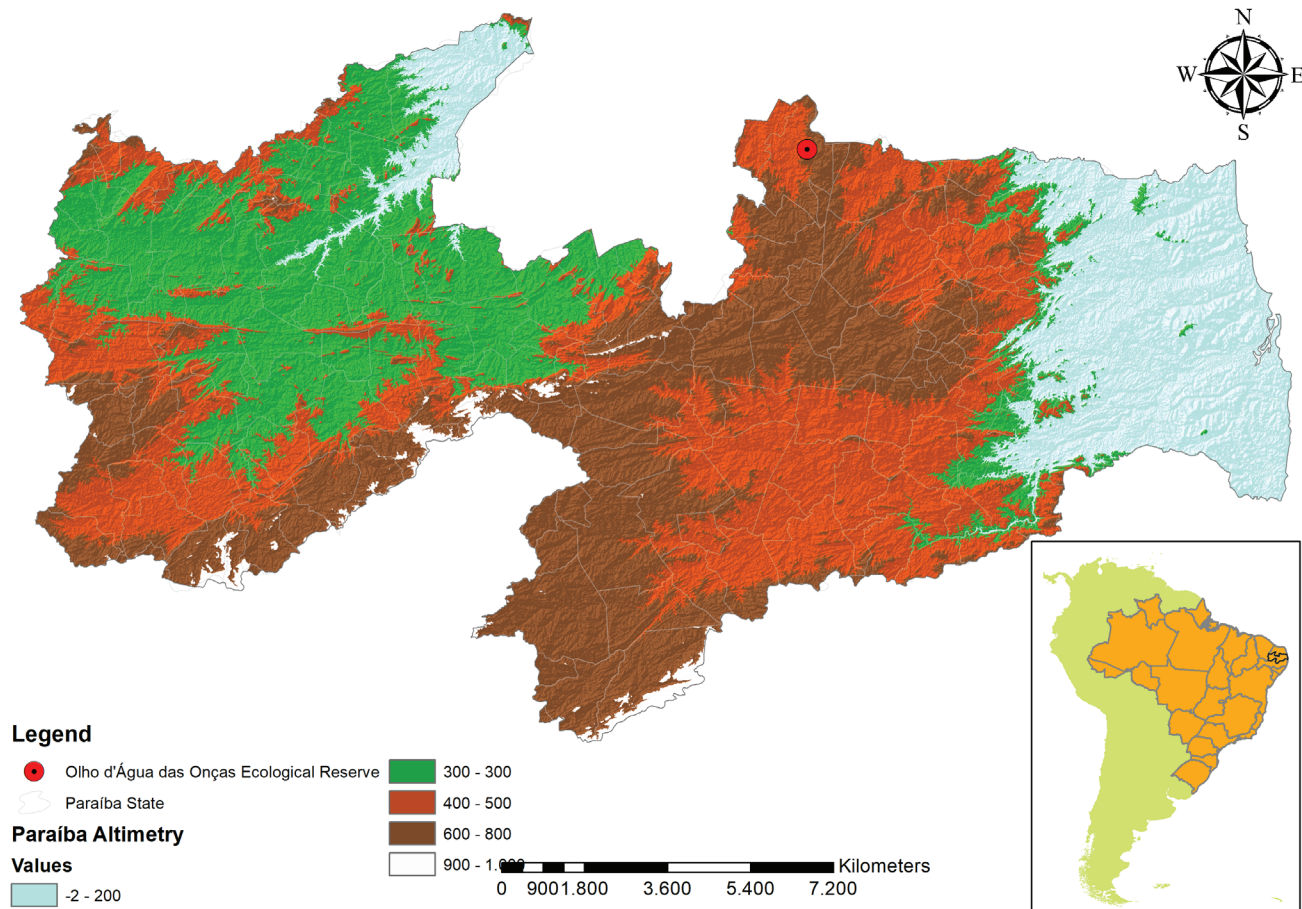 N
W E
S
Legend
Olho d'Água das Onças Ecological Reserve
Paraíba State
Paraíba Altimetry
Values
-2 - 200
300 - 300
400 - 500
600 - 800
900 -
Kilometers
0 900 1.800 3.600 5.400 7.200